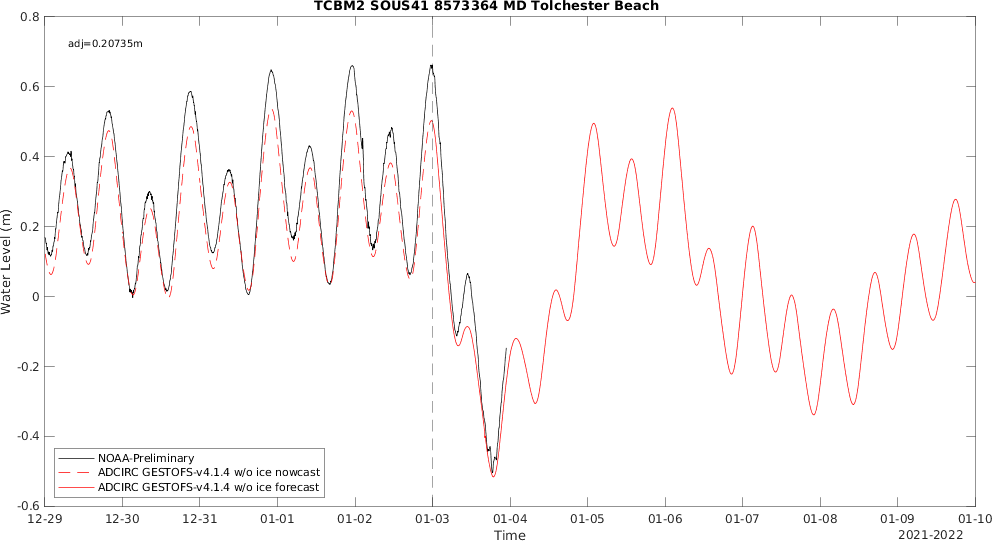 TCBM2 SOUS41 8573364 MD Tolchester Beach
adj=0.20735m
0.8
0.6
0.4
0.2
0
-0.2
-0.4
-0.6
Water Level (m)
NOAA-Preliminary
ADCIRC GESTOFS-v4.1.4 w/o ice nowcast
ADCIRC GESTOFS-v4.1.4 w/o ice forecast
12-29 12-30 12-31 01-01 01-02 01-03 01-04 01-05 01-06 01-07 01-08 01-09 01-10
Time
2021-2022